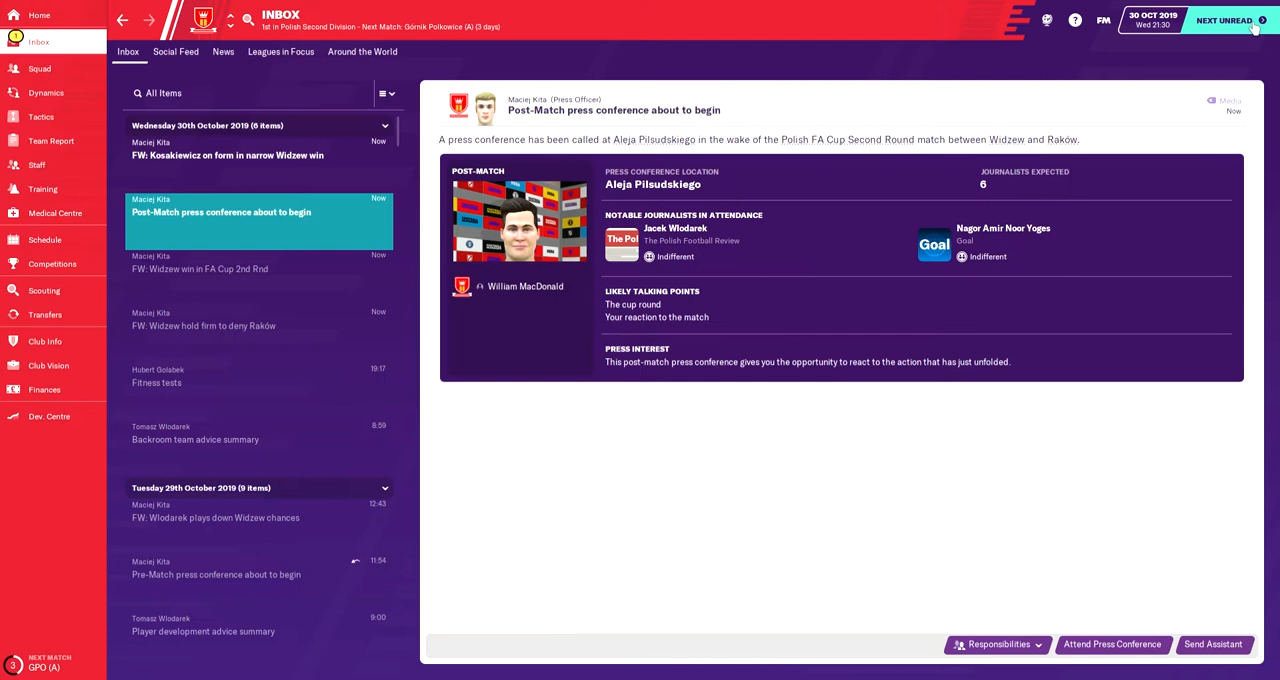 Home
INBOX
1st in Polish Second Division - Next Match: Górnik Polkowice (A) (3 days)
FM
30 OCT 2019
Wed 21:30
NEXT UNREAD
1
Inbox
Squad
Dynamics
Tactics
Team Report
Staff
Training
Medical Centre
Schedule
Competitions
Scouting
Transfers
Club Info
Club Vision
Finances
Dev. Centre
3
NEXT MATCH
GPO (A)
Inbox
Social Feed
News
Leagues in Focus
Around the World
All Items
Wednesday 30th October 2019 (6 items)
Maciej Kita
Now
FW: Kosakiewicz on form in narrow Widzew win
Maciej Kita
Now
Post-Match press conference about to begin
Maciej Kita
Now
FW: Widzew win in FA Cup 2nd Rnd
Maciej Kita
Now
FW: Widzew hold firm to deny Raków
Hubert Golabek
19:17
Fitness tests
Tomasz Wlodarek
8:59
Backroom team advice summary
Tuesday 29th October 2019 (9 items)
Maciej Kita
12:43
FW: Wlodarek plays down Widzew chances
Maciej Kita
11:54
Pre-Match press conference about to begin
Tomasz Wlodarek
9:00
Player development advice summary
Maciej Kita (Press Officer)
Post-Match press conference about to begin
Media
Now
A press conference has been called at Aleja Pilsudskiego in the wake of the Polish FA Cup Second Round match between Widzew and Raków.
POST-MATCH
William MacDonald
PRESS CONFERENCE LOCATION
Aleja Pilsudskiego
JOURNALISTS EXPECTED
6
NOTABLE JOURNALISTS IN ATTENDANCE
The Pol
Jacek Wlodarek
The Polish Football Review
Indifferent
Goal
Nagor Amir Noor Yoges
Goal
Indifferent
LIKELY TALKING POINTS
The cup round
Your reaction to the match
PRESS INTEREST
This post-match press conference gives you the opportunity to react to the action that has just unfolded.
Responsibilities
Attend Press Conference
Send Assistant